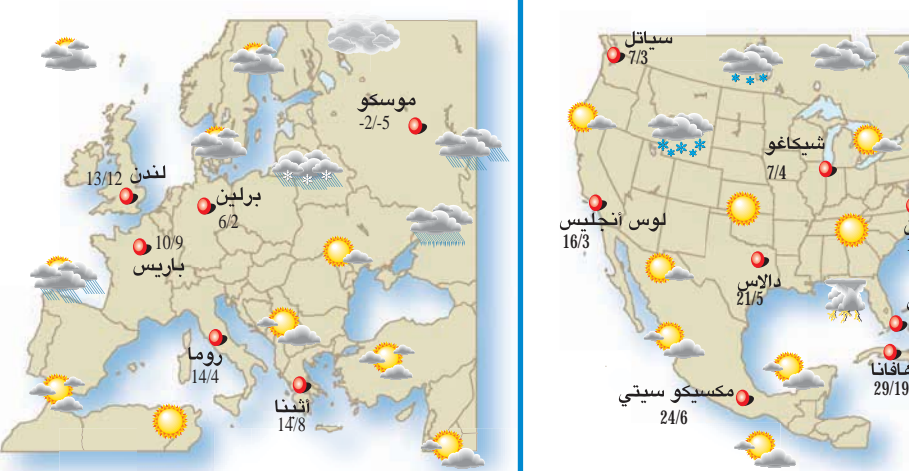 موسكو
-2/-5
لندن
13/12
برلين
6/2
10/9
باريس
روما
14/4
أثينا
14/8
سياتل
7/3
شيكاغو
7/4
لوس أنجليس
16/3
دالاس
21/5
مكسيكو سيتي
24/6
هافانا
29/19